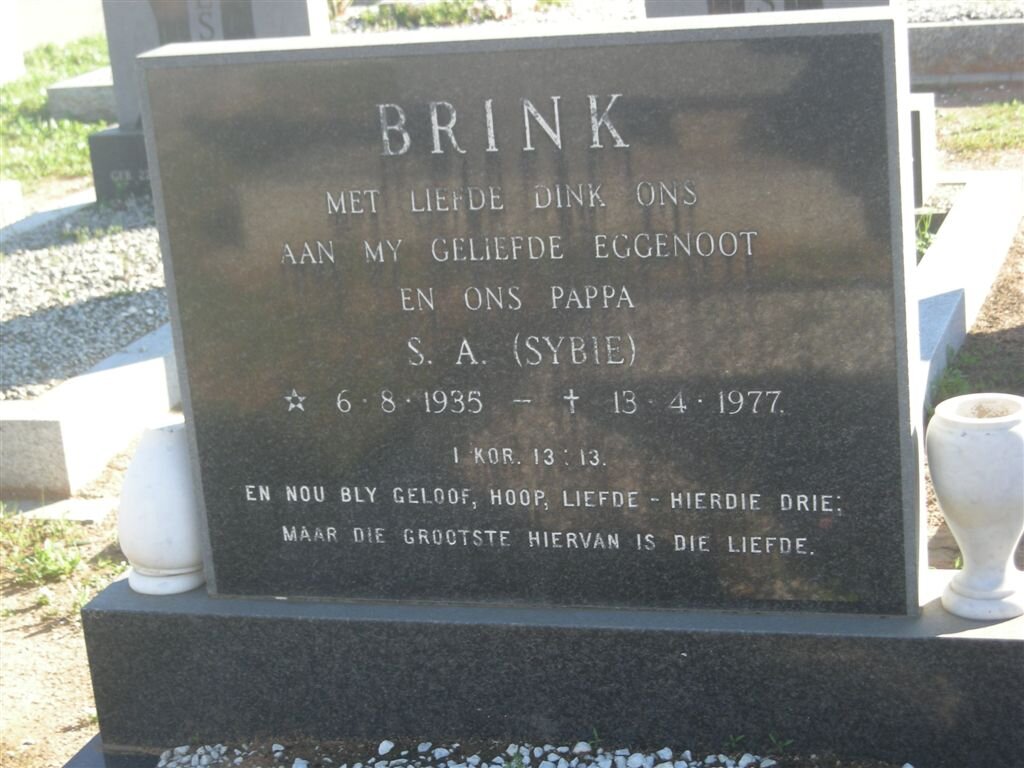 BRINK
MET LIEFDE DINK ONS
AAN MY GELIEFDE EGGENOOT
EN ONS PAPPA
S. A. (SYBIE)
☆ 6·8·1935 – † 13·4·1977.
I KOR. 13:13.
EN NOU BLY GELOOF, HOOP, LIEFDE – HIERDIE DRIE;
MAAR DIE GROOTSTE HIERVAN IS DIE LIEFDE.
GEB